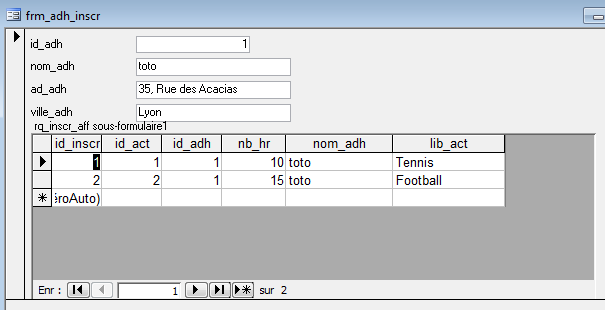 frm_adh_inscr
id_adh 1
nom_adh toto
ad_adh 35, Rue des Acacias
ville_adh Lyon
rq_inscr_aff sous-formulaire1
id_inscr id_act id_adh nb_hr nom_adh lib_act
1 1 1 10 toto Tennis
2 2 1 15 toto Football
éroAuto)
Enr : 1 sur 2